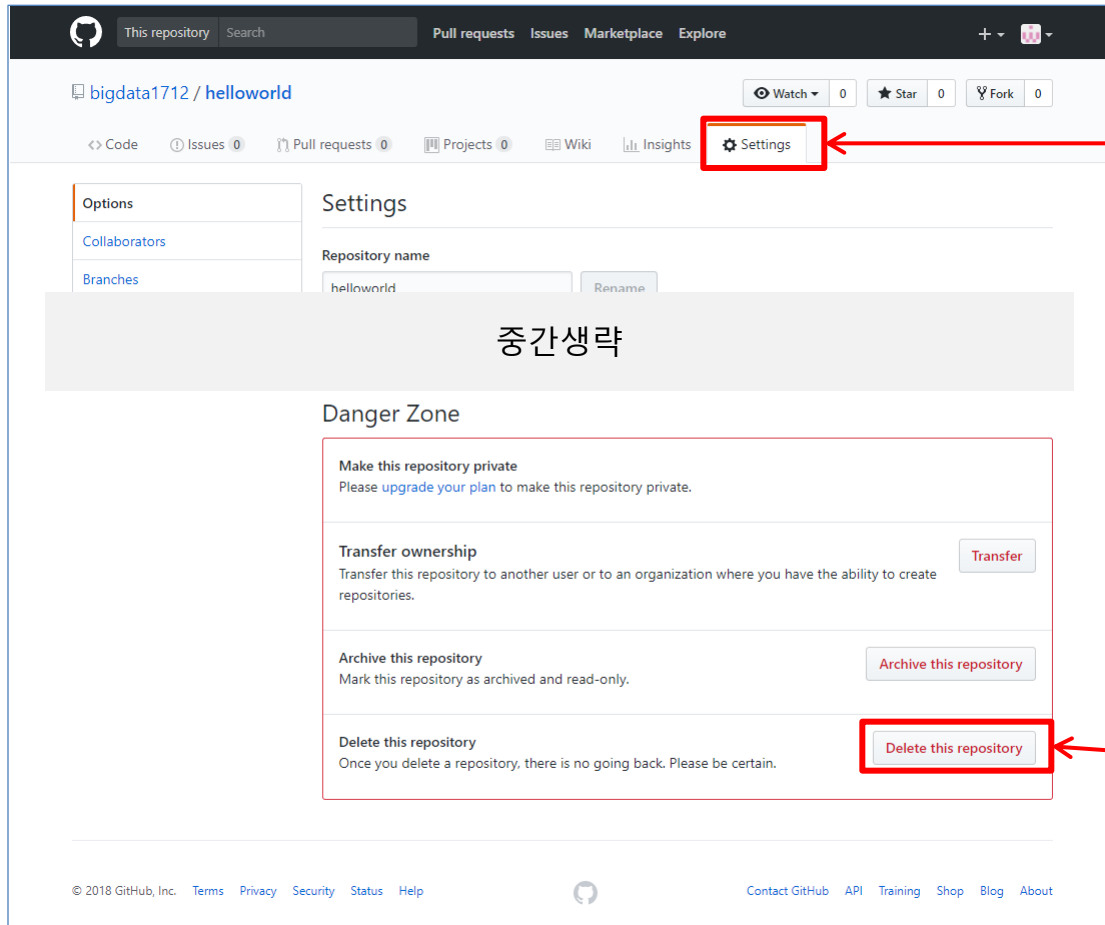 This repository Search Pull requests Issues Marketplace Explore
bigdata1712 / helloworld Watch 0 Star 0 Fork 0
Code Issues 0 Pull requests 0 Projects 0 Wiki Insights Settings
Options
Collaborators
Branches
Settings
Repository name
helloworld Rename
중간생략
Danger Zone
Make this repository private
Please upgrade your plan to make this repository private.
Transfer ownership
Transfer this repository to another user or to an organization where you have the ability to create
repositories.
Transfer
Archive this repository
Mark this repository as archived and read-only.
Archive this repository
Delete this repository
Once you delete a repository, there is no going back. Please be certain.
Delete this repository
© 2018 GitHub, Inc. Terms Privacy Security Status Help Contact GitHub API Training Shop Blog About